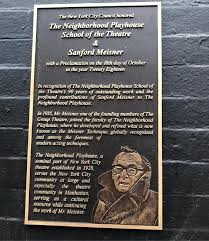 The New York City Council honored
The Neighborhood Playhouse
School of the Theatre
&
Sanford Meisner
with a Proclamation on the 18th day of October
in the year Twenty Eighteen
In recognition of The Neighborhood Playhouse School of
the Theatre's 90 years of outstanding work and the
profound contributions of Sanford Meisner to The
Neighborhood Playhouse.
In 1935, Mr. Meisner, one of the founding members of The
Group Theatre joined the faculty of The Neighborhood
Playhouse, where he developed and refined what is now
known as the Meisner Technique, globally recognized
and among the foremost
of modern acting techniques.
The Neighborhood Playhouse, a
national part of New York City
theatre established in 1928,
serves the New York City
community at large and
especially the theatre
community in Manhattan,
serving as a cultural
resource while continuing
the work of Mr. Meisner.